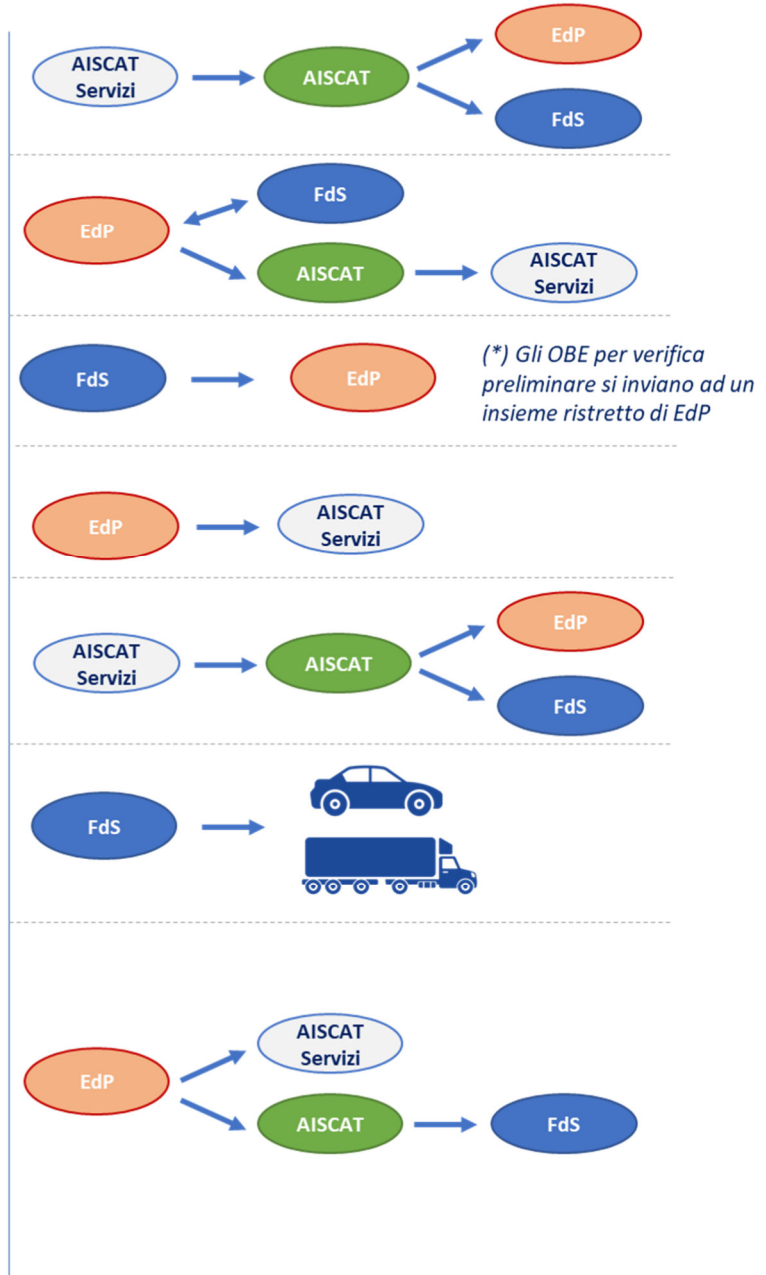 EdP
AISCAT
Servizi
AISCAT
FdS
FdS
EdP
AISCAT
AISCAT
Servizi
FdS
EdP
(*) Gli OBE per verifica
preliminare si inviano ad un
insieme ristretto di EdP
EdP
AISCAT
Servizi
EdP
AISCAT
Servizi
AISCAT
FdS
FdS
AISCAT
Servizi
EdP
AISCAT
FdS